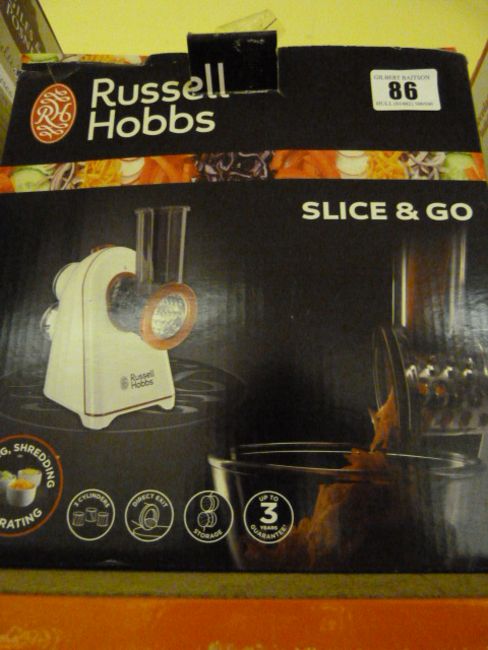 RH
Russell
Hobbs
GILBERT BAITSON
86
SLICE & GO
Russell
Hobbs
G, SHREDDING
RATING
3 CYLINDERS
DIRECT EXIT
STORAGE
UP TO
3
YEARS
GUARANTEE!